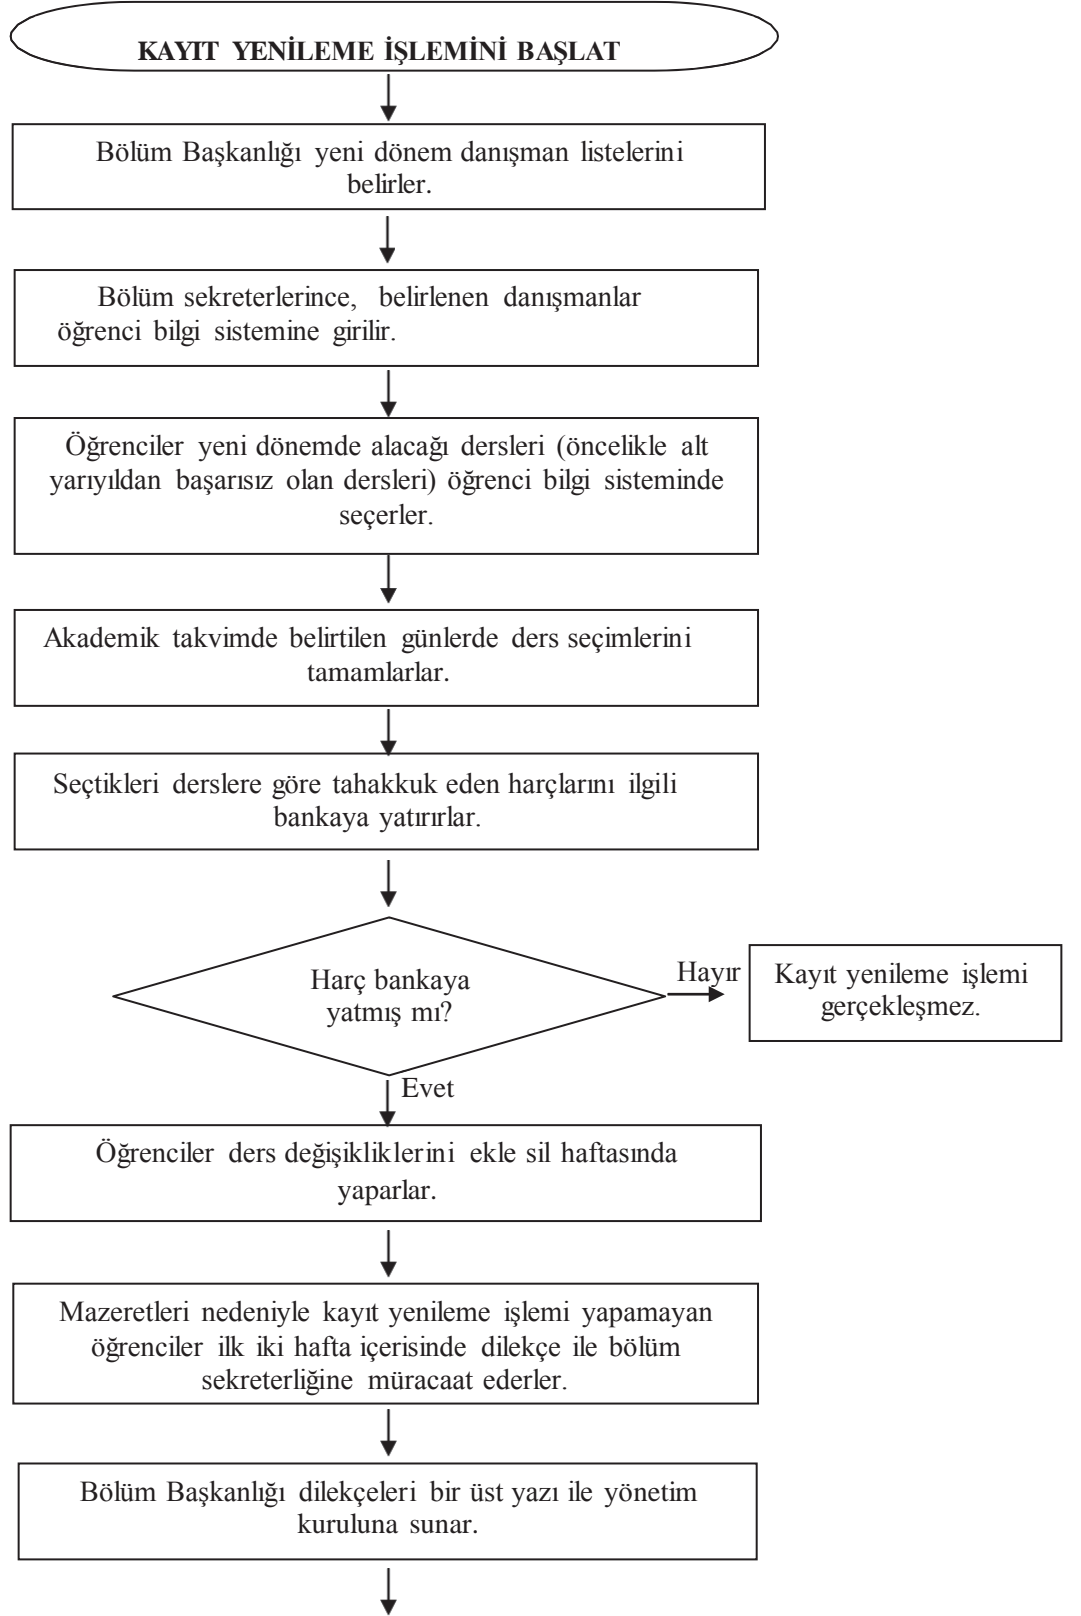 KAYIT YENİLEME İŞLEMİNİ BAŞLAT
Bölüm Başkanlığı yeni dönem danışman listelerini
belirler.
Bölüm sekreterlerince, belirlenen danışmanlar
öğrenci bilgi sistemine girilir.
Öğrenciler yeni dönemde alacağı dersleri (öncelikle alt
yarıyıldan başarısız olan dersleri) öğrenci bilgi sisteminde
seçerler.
Akademik takvimde belirtilen günlerde ders seçimlerini
tamamlarlar.
Seçtikleri derslere göre tahakkuk eden harçlarını ilgili
bankaya yatırırlar.
Harç bankaya
yatmış mı?
Hayır
Kayıt yenileme işlemi
gerçekleşmez.
Evet
Öğrenciler ders değişikliklerini ekle sil haftasında
yaparlar.
Mazeretleri nedeniyle kayıt yenileme işlemi yapamayan
öğrenciler ilk iki hafta içerisinde dilekçe ile bölüm
sekreterliğine müracaat ederler.
Bölüm Başkanlığı dilekçeleri bir üst yazı ile yönetim
kuruluna sunar.